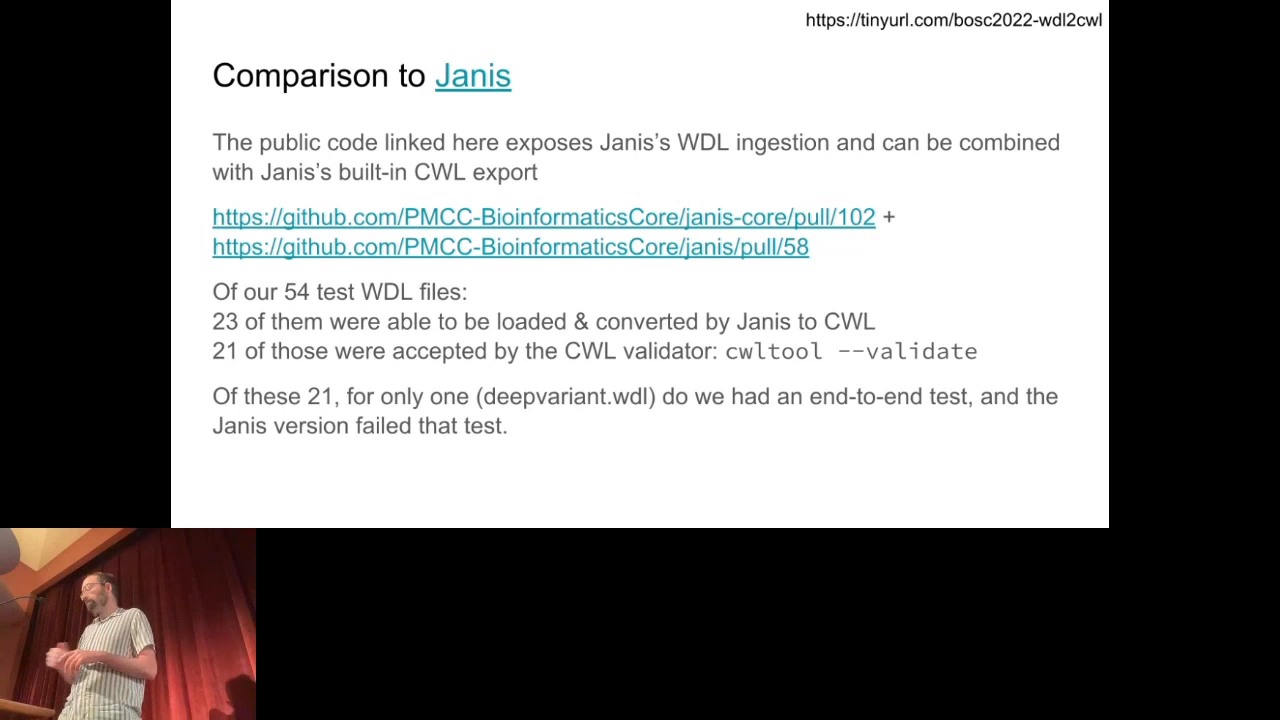 https://tinyurl.com/bosc2022-wdl2cwl
Comparison to Janis
The public code linked here exposes Janis's WDL ingestion and can be combined
with Janis's built-in CWL export
https://github.com/PMCC-BioinformaticsCore/janis-core/pull/102 +
https://github.com/PMCC-BioinformaticsCore/janis/pull/58
Of our 54 test WDL files:
23 of them were able to be loaded & converted by Janis to CWL
21 of those were accepted by the CWL validator: cwltool --validate
Of these 21, for only one (deepvariant.wdl) do we had an end-to-end test, and the
Janis version failed that test.